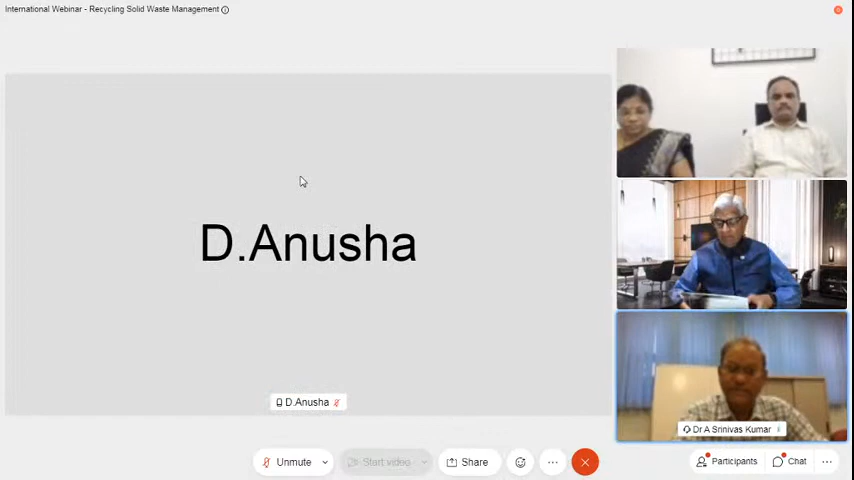 International Webinar - Recycling Solid Waste Management
D.Anusha
D.Anusha
Dr A Srinivas Kumar
Unmute
Start video
Share
Participants
Chat